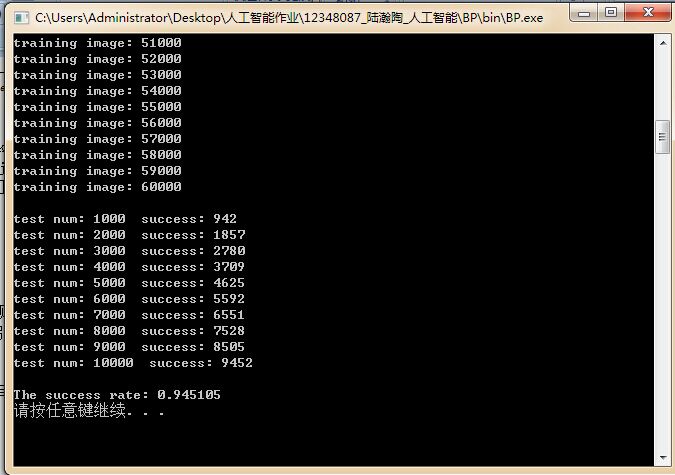 C:\Users\Administrator\Desktop\人工智能作业\12348087_陆瀚陶_人工智能\BP\bin\BP.exe
training image: 51000
training image: 52000
training image: 53000
training image: 54000
training image: 55000
training image: 56000
training image: 57000
training image: 58000
training image: 59000
training image: 60000
test num: 1000  success: 942
test num: 2000  success: 1857
test num: 3000  success: 2780
test num: 4000  success: 3709
test num: 5000  success: 4625
test num: 6000  success: 5592
test num: 7000  success: 6551
test num: 8000  success: 7528
test num: 9000  success: 8505
test num: 10000  success: 9452
The success rate: 0.945105
请按任意键继续. . .